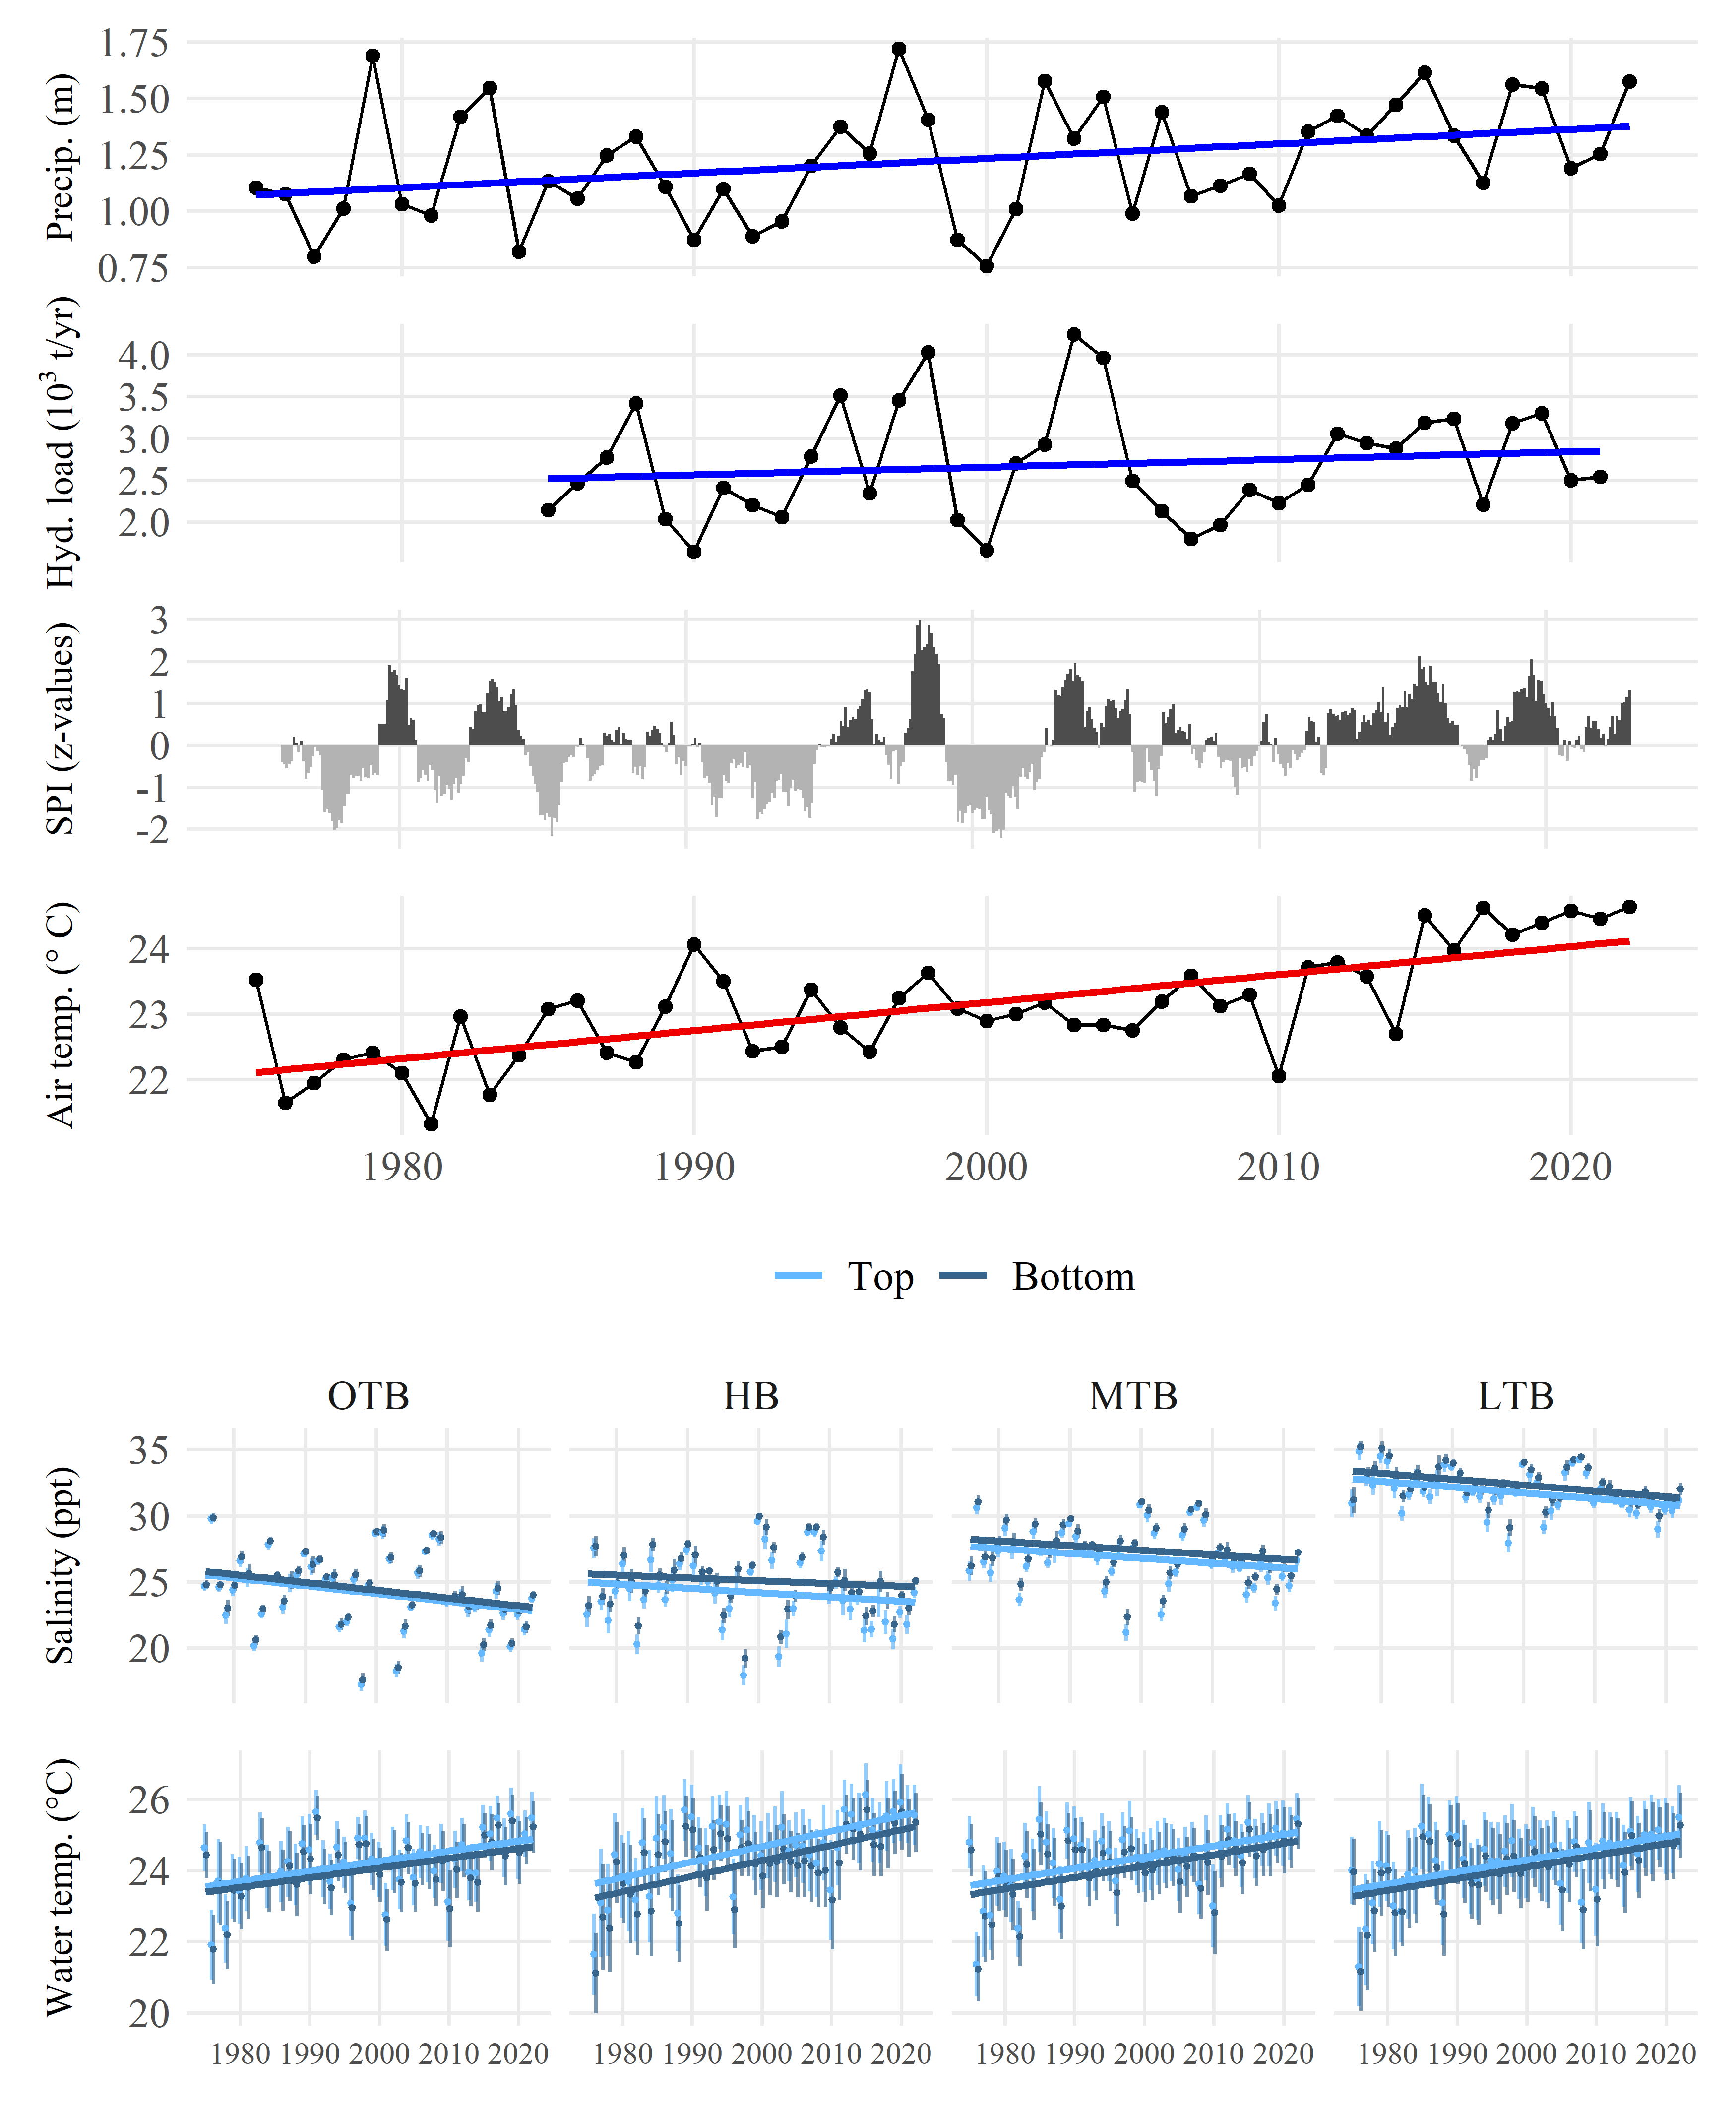 Precip. (m)
1.75
1.50
1.25
1.00
0.75
Hyd. load (10³ t/yr)
4.0
3.5
3.0
2.5
2.0
SPI (z-values)
3
2
1
0
-1
-2
Air temp. (° C)
24
23
22
1980 1990 2000 2010 2020
Top Bottom
OTB HB MTB LTB
Salinity (ppt)
35
30
25
20
Water temp. (°C)
26
24
22
20
1980 1990 2000 2010 2020 1980 1990 2000 2010 2020 1980 1990 2000 2010 2020 1980 1990 2000 2010 2020